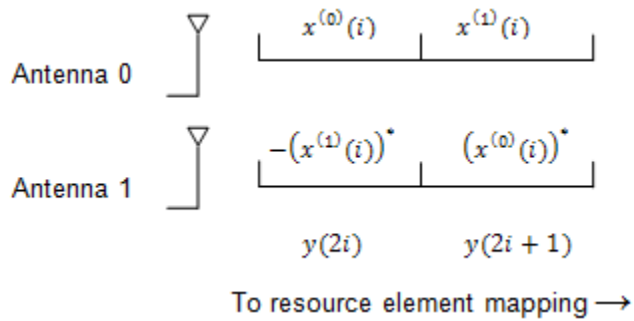 x⁽⁰⁾(i) x⁽¹⁾(i)
Antenna 0
−(x⁽¹⁾(i))* (x⁽⁰⁾(i))*
Antenna 1
y(2i) y(2i + 1)
To resource element mapping →